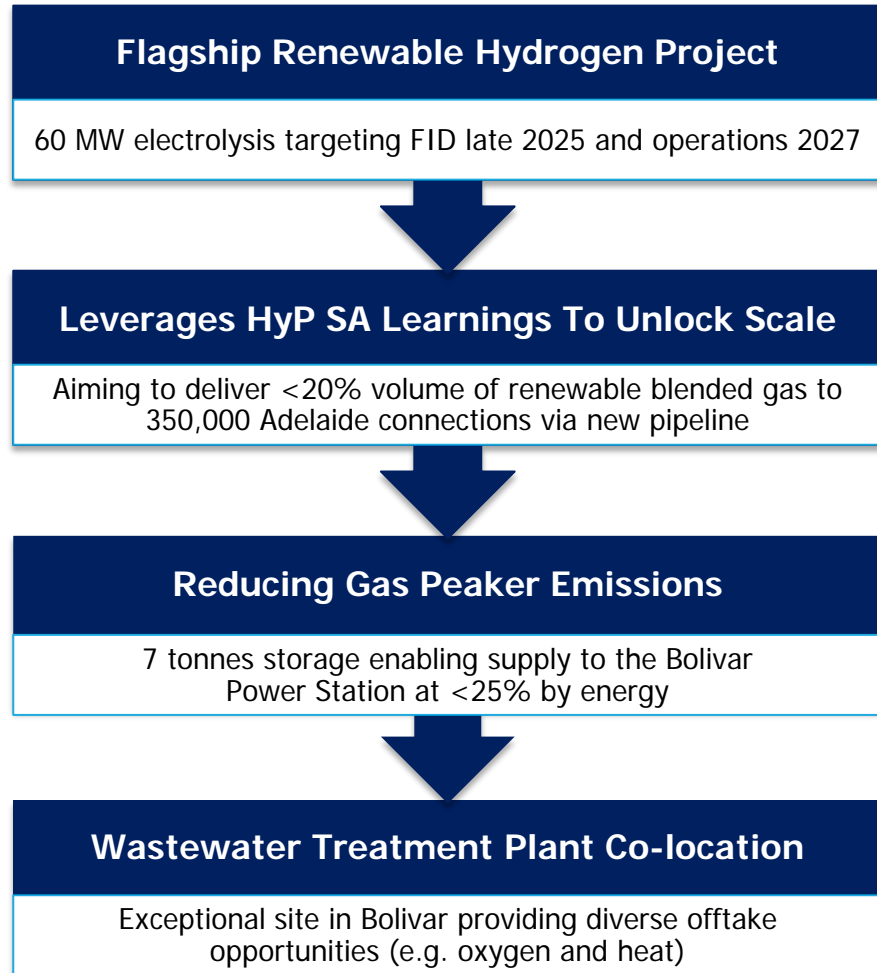 Flagship Renewable Hydrogen Project
60 MW electrolysis targeting FID late 2025 and operations 2027
Leverages HyP SA Learnings To Unlock Scale
Aiming to deliver <20% volume of renewable blended gas to
350,000 Adelaide connections via new pipeline
Reducing Gas Peaker Emissions
7 tonnes storage enabling supply to the Bolivar
Power Station at <25% by energy
Wastewater Treatment Plant Co-location
Exceptional site in Bolivar providing diverse offtake
opportunities (e.g. oxygen and heat)